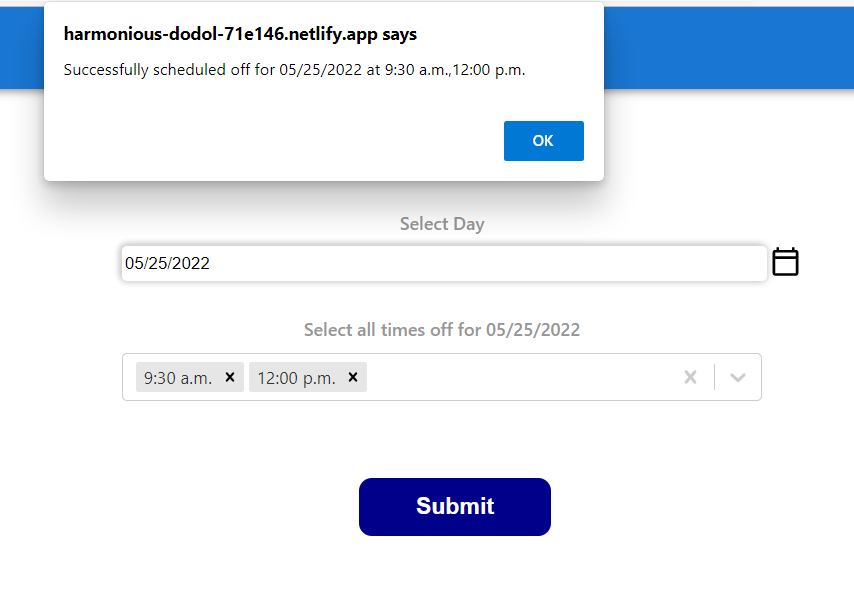 harmonious-dodol-71e146.netlify.app says
Successfully scheduled off for 05/25/2022 at 9:30 a.m.,12:00 p.m.
OK
Select Day
05/25/2022
Select all times off for 05/25/2022
9:30 a.m. 12:00 p.m.
Submit